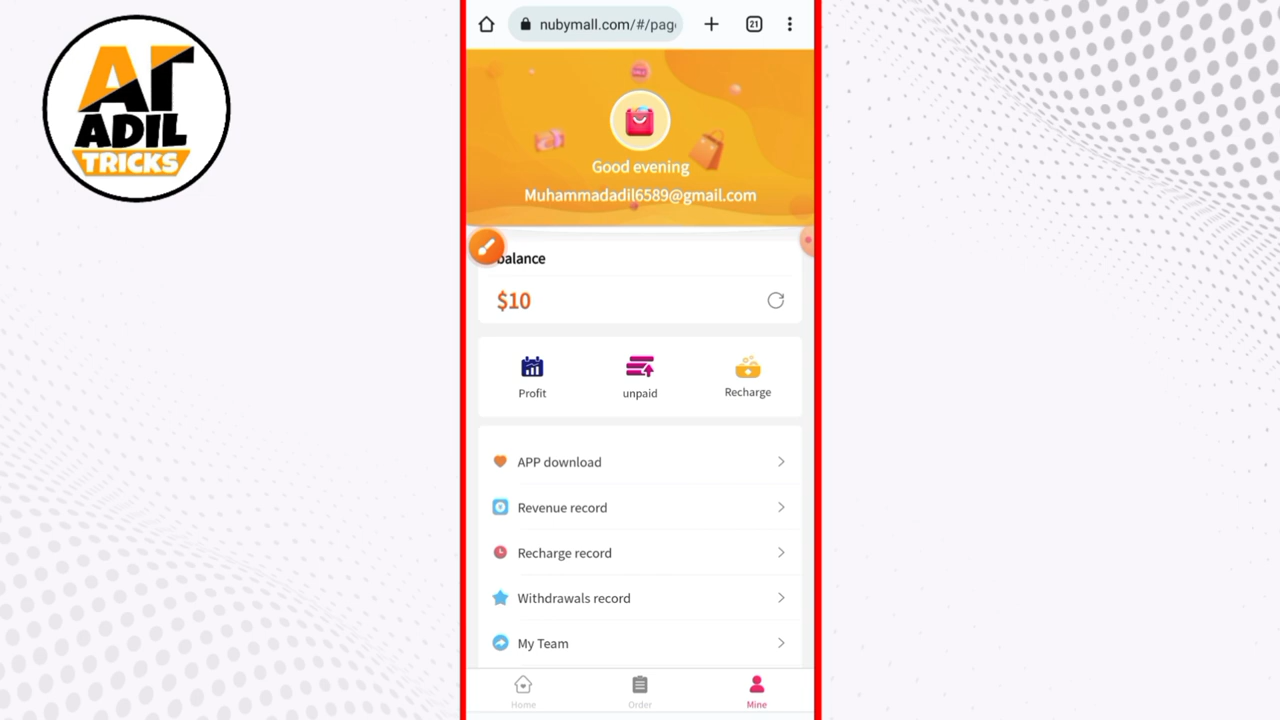 AT
ADIL
TRICKS
nubymall.com/#/page
21
Good evening
Muhammadadil6589@gmail.com
balance
$10
Profit
unpaid
Recharge
APP download
Revenue record
Recharge record
Withdrawals record
My Team
Home
Order
Mine